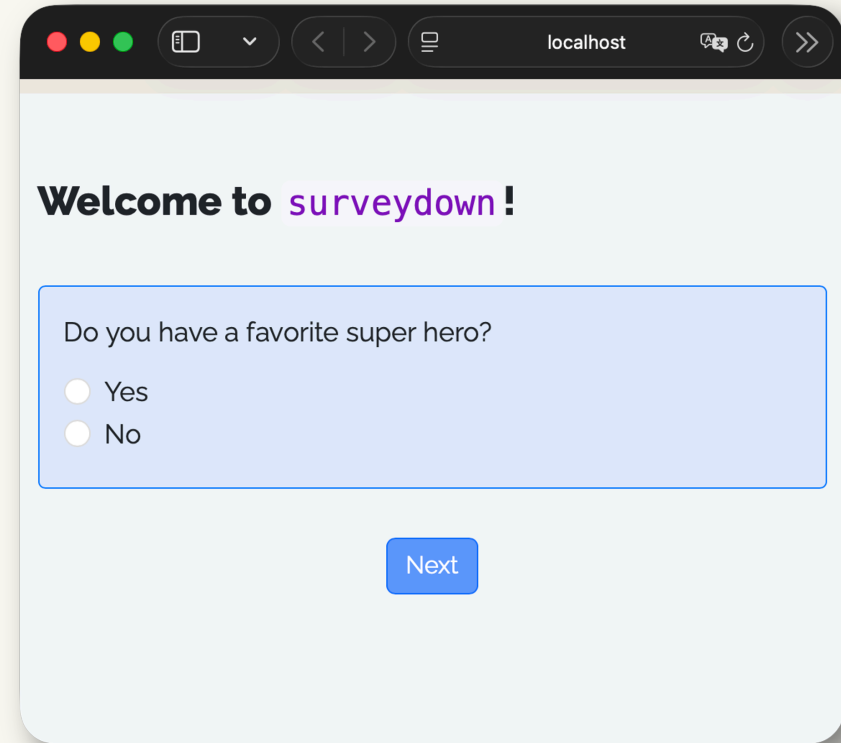 localhost
Welcome to surveydown!
Do you have a favorite super hero?
Yes
No
Next